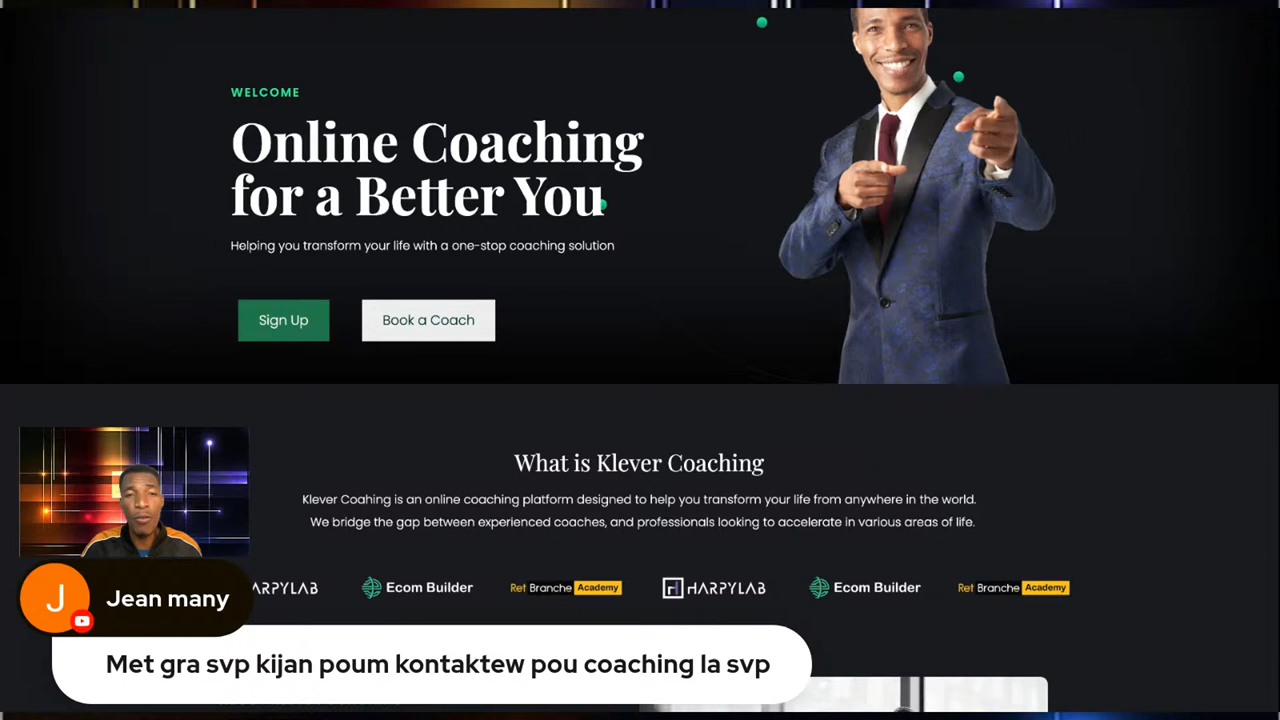 WELCOME
Online Coaching
for a Better You
Helping you transform your life with a one-stop coaching solution
Sign Up
Book a Coach
What is Klever Coaching
Klever Coahing is an online coaching platform designed to help you transform your life from anywhere in the world.
We bridge the gap between experienced coaches, and professionals looking to accelerate in various areas of life.
ARPYLAB
Ecom Builder
Ret Branche Academy
HARPYLAB
Ecom Builder
Ret Branche Academy
J
Jean many
Met gra svp kijan poum kontaktew pou coaching la svp